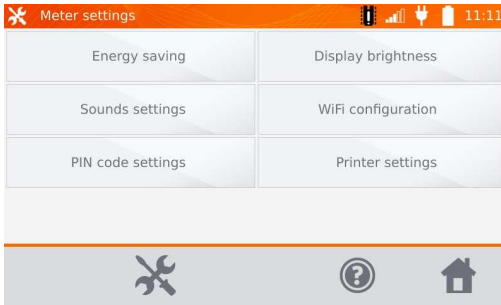 Meter settings 11:11
Energy saving Display brightness
Sounds settings WiFi configuration
PIN code settings Printer settings
?